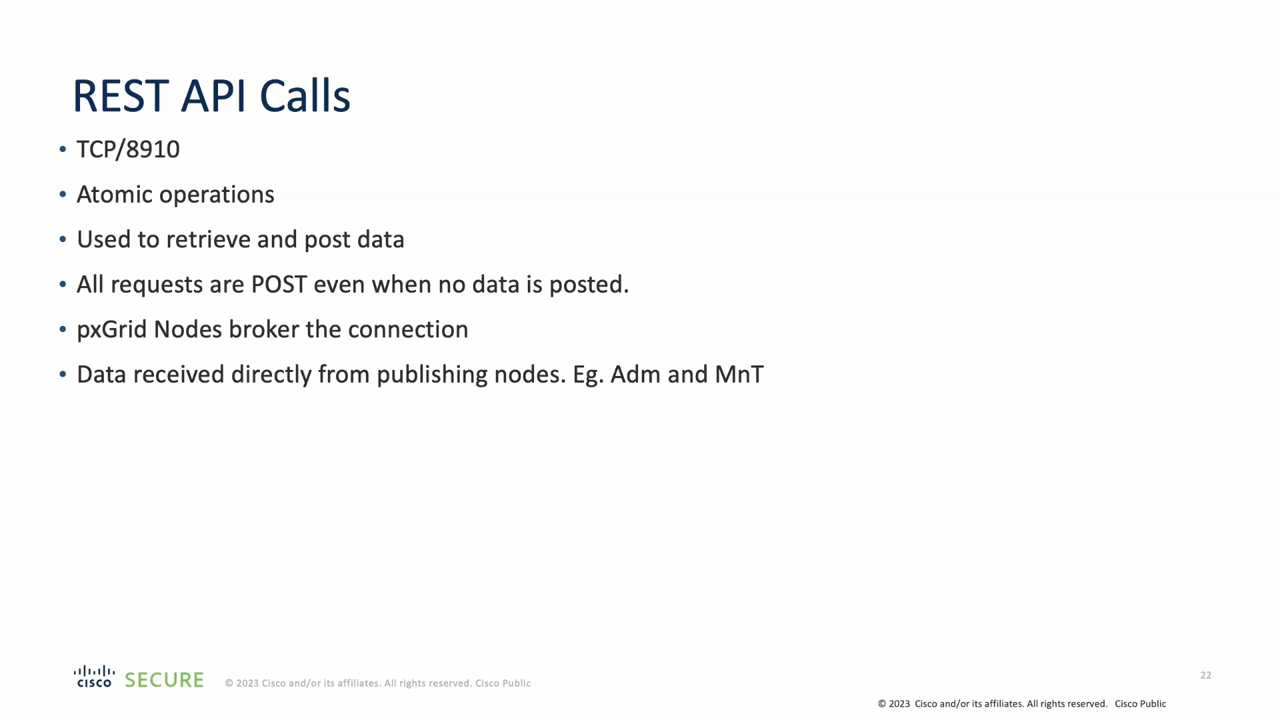 REST API Calls
• TCP/8910
• Atomic operations
• Used to retrieve and post data
• All requests are POST even when no data is posted.
• pxGrid Nodes broker the connection
• Data received directly from publishing nodes. Eg. Adm and MnT
CISCO SECURE © 2023 Cisco and/or its affiliates. All rights reserved. Cisco Public
22
© 2023 Cisco and/or its affiliates. All rights reserved. Cisco Public